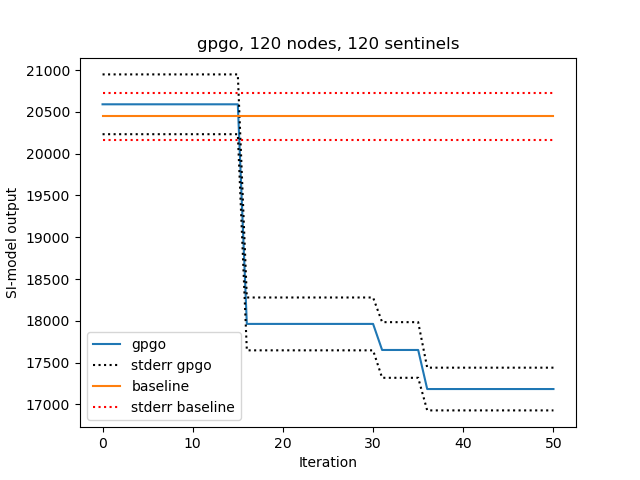 gpgo, 120 nodes, 120 sentinels
SI-model output
21000
20500
20000
19500
19000
18500
18000
17500
17000
gpgo
stderr gpgo
baseline
stderr baseline
0 10 20 30 40 50
Iteration